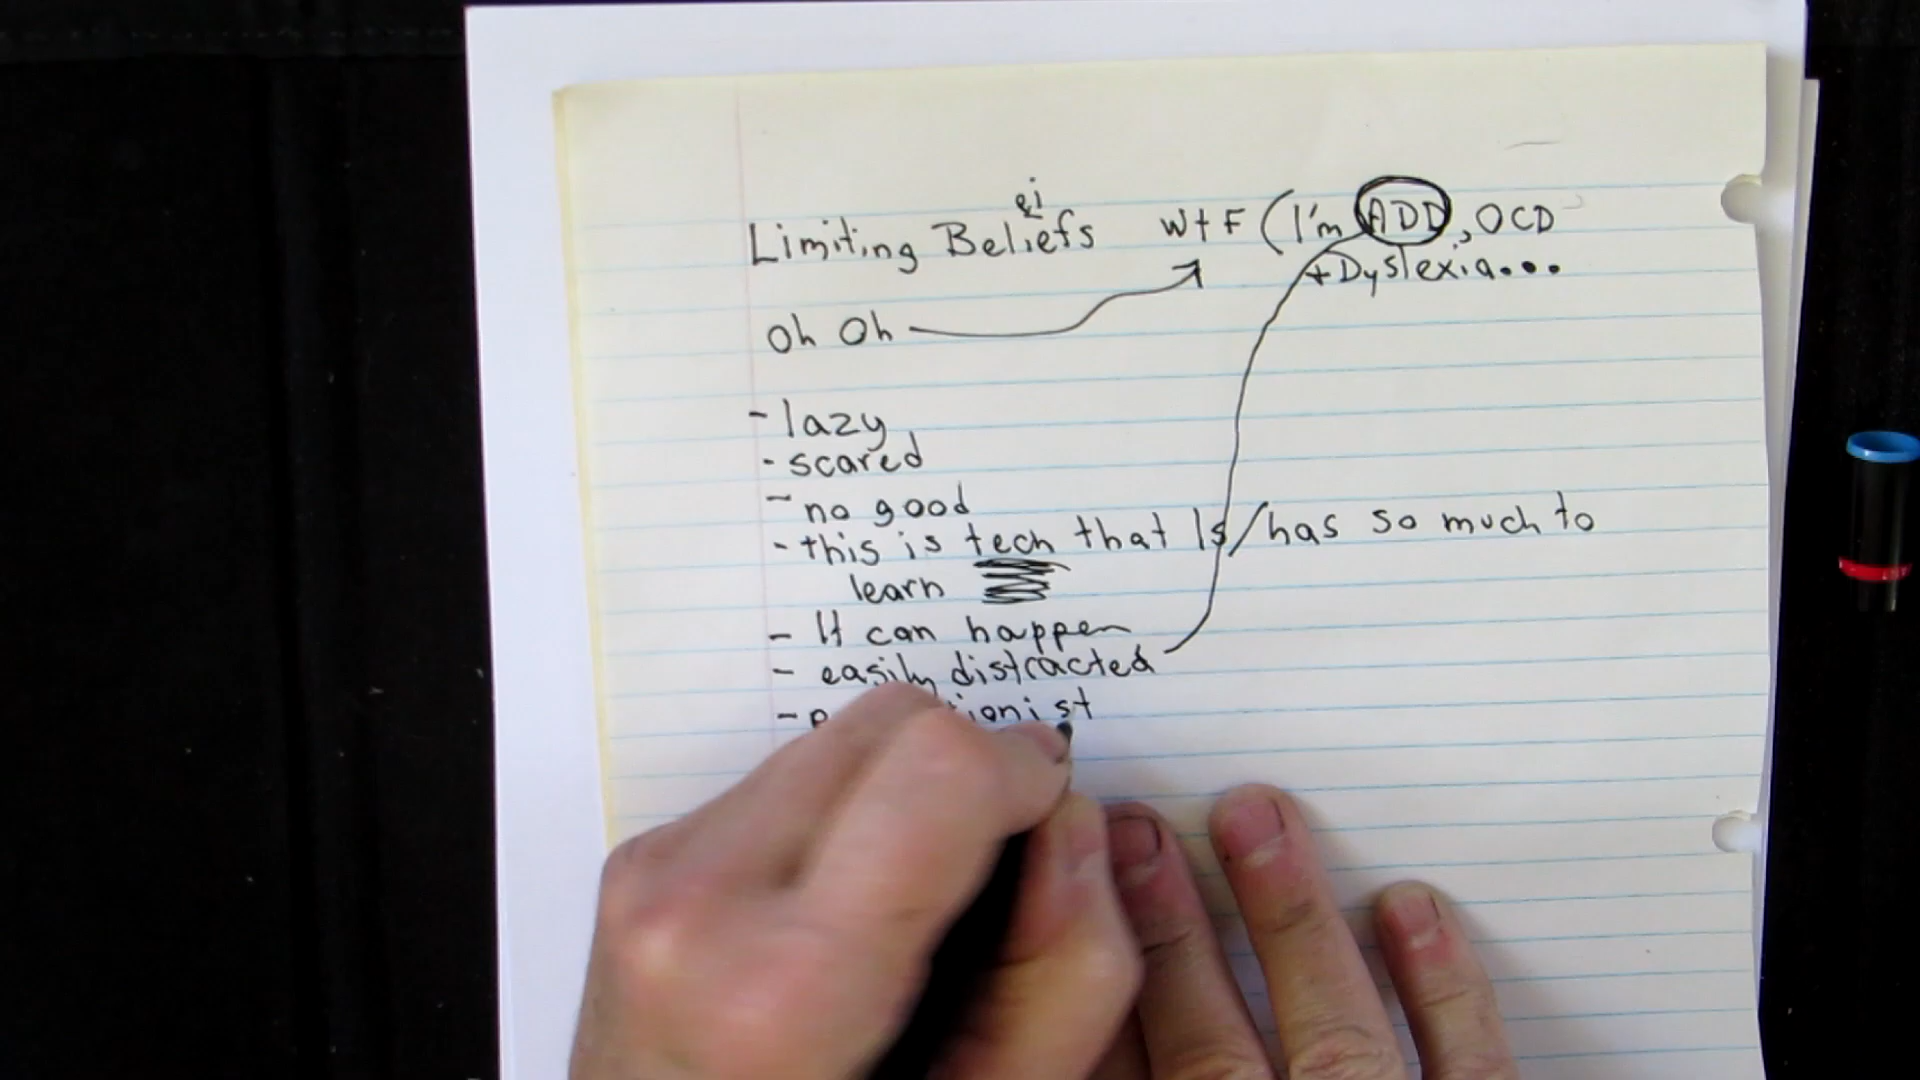 ei
Limiting Beliefs WtF (I'm ADD, OCD
+Dyslexia...
Oh Oh
- lazy
- scared
- no good
- this is tech that Is/has so much to
learn
- It can happen
- easily distracted
-